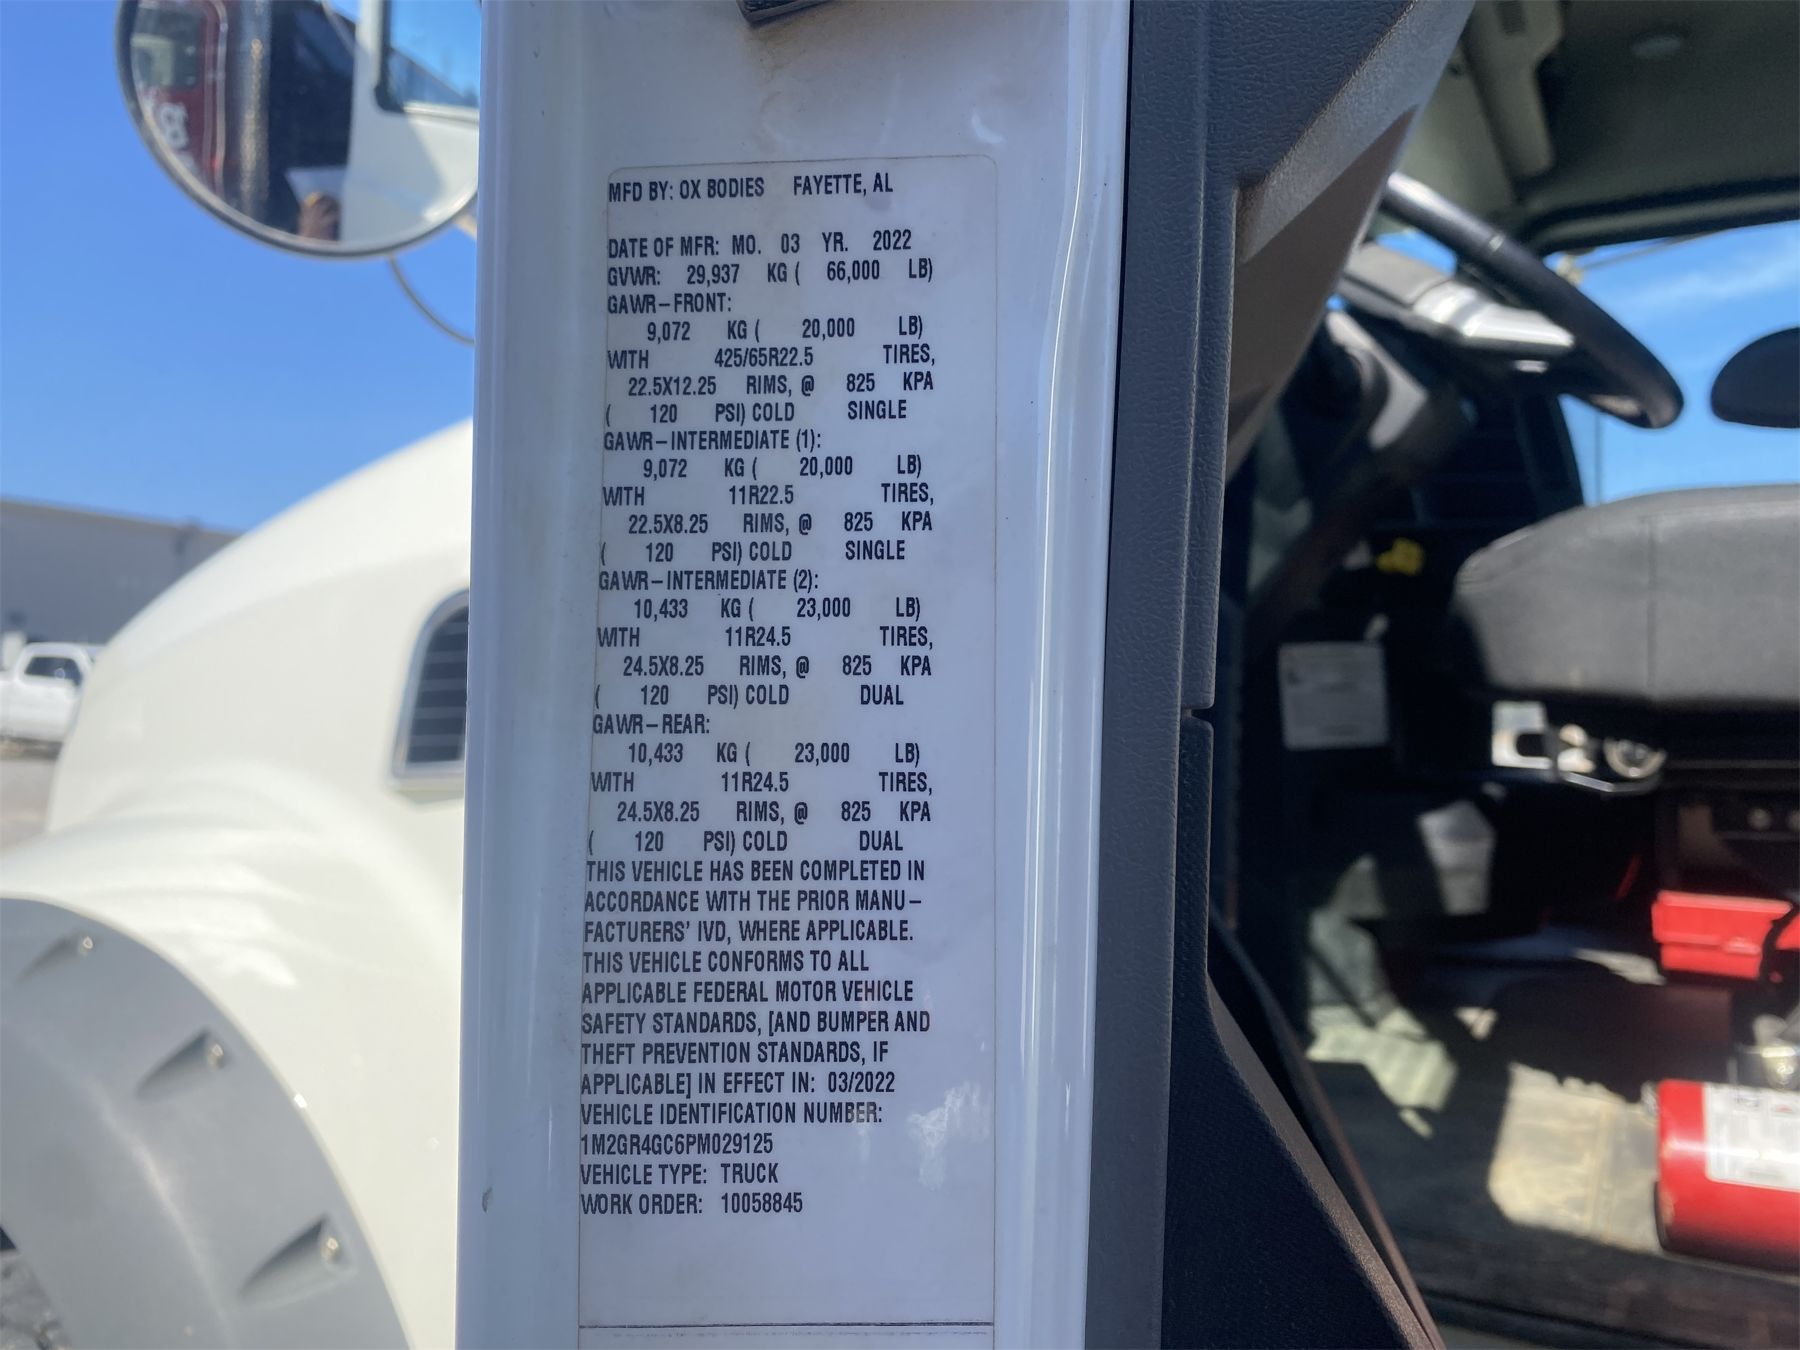 MFD BY: OX BODIES FAYETTE, AL
DATE OF MFR: MO. 03 YR. 2022
GVWR: 29,937 KG ( 66,000 LB)
GAWR-FRONT:
9,072 KG ( 20,000 LB)
WITH 425/65R22.5 TIRES,
22.5X12.25 RIMS, @ 825 KPA
( 120 PSI) COLD SINGLE
GAWR-INTERMEDIATE (1):
9,072 KG ( 20,000 LB)
WITH 11R22.5 TIRES,
22.5X8.25 RIMS, @ 825 KPA
( 120 PSI) COLD SINGLE
GAWR-INTERMEDIATE (2):
10,433 KG ( 23,000 LB)
WITH 11R24.5 TIRES,
24.5X8.25 RIMS, @ 825 KPA
( 120 PSI) COLD DUAL
GAWR-REAR:
10,433 KG ( 23,000 LB)
WITH 11R24.5 TIRES,
24.5X8.25 RIMS, @ 825 KPA
( 120 PSI) COLD DUAL
THIS VEHICLE HAS BEEN COMPLETED IN
ACCORDANCE WITH THE PRIOR MANU-
FACTURERS' IVD, WHERE APPLICABLE.
THIS VEHICLE CONFORMS TO ALL
APPLICABLE FEDERAL MOTOR VEHICLE
SAFETY STANDARDS, [AND BUMPER AND
THEFT PREVENTION STANDARDS, IF
APPLICABLE] IN EFFECT IN: 03/2022
VEHICLE IDENTIFICATION NUMBER:
1M2GR4GC6PM029125
VEHICLE TYPE: TRUCK
WORK ORDER: 10058845